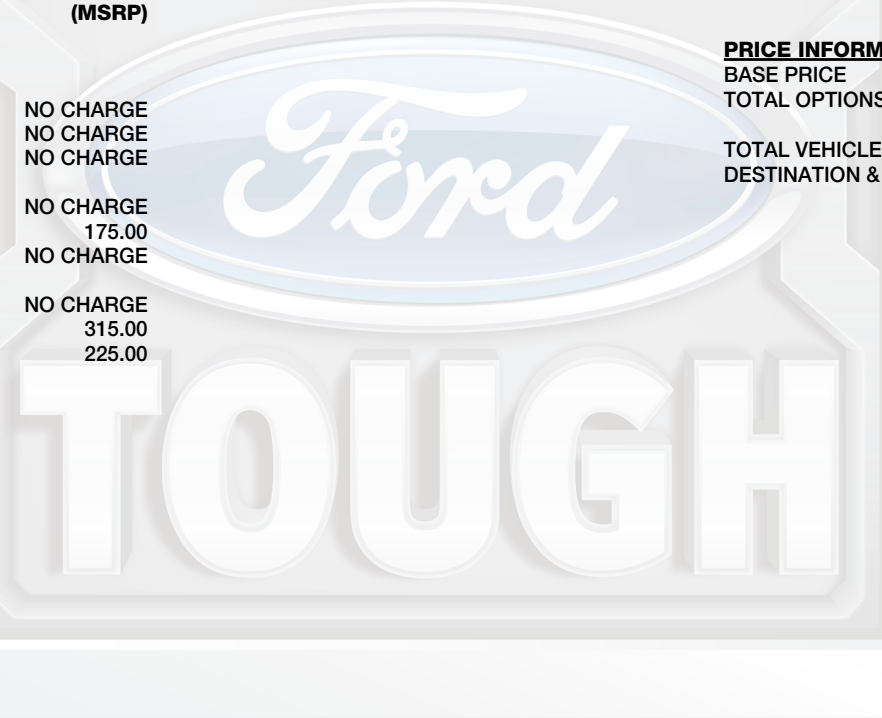 (MSRP)
NO CHARGE
NO CHARGE
NO CHARGE
NO CHARGE
175.00
NO CHARGE
NO CHARGE
315.00
225.00
PRICE INFORM
BASE PRICE
TOTAL OPTIONS
TOTAL VEHICLE
DESTINATION &
Ford
TOUGH